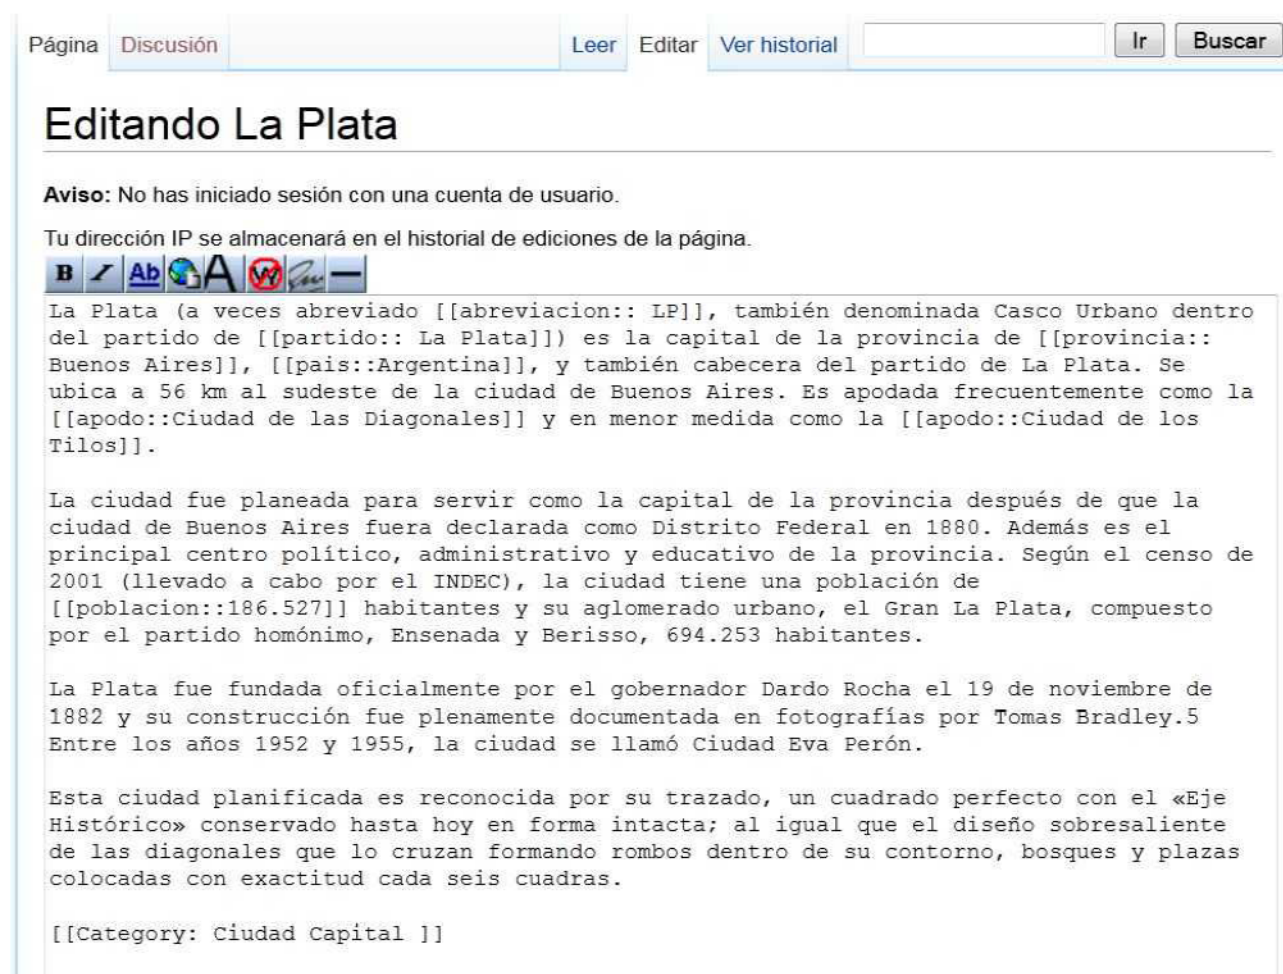 Página Discusión Leer Editar Ver historial Ir Buscar
Editando La Plata
Aviso: No has iniciado sesión con una cuenta de usuario.
Tu dirección IP se almacenará en el historial de ediciones de la página.
B I Ab A W
La Plata (a veces abreviado [[abreviacion:: LP]], también denominada Casco Urbano dentro
del partido de [[partido:: La Plata]]) es la capital de la provincia de [[provincia::
Buenos Aires]], [[pais::Argentina]], y también cabecera del partido de La Plata. Se
ubica a 56 km al sudeste de la ciudad de Buenos Aires. Es apodada frecuentemente como la
[[apodo::Ciudad de las Diagonales]] y en menor medida como la [[apodo::Ciudad de los
Tilos]].
La ciudad fue planeada para servir como la capital de la provincia después de que la
ciudad de Buenos Aires fuera declarada como Distrito Federal en 1880. Además es el
principal centro político, administrativo y educativo de la provincia. Según el censo de
2001 (llevado a cabo por el INDEC), la ciudad tiene una población de
[[poblacion::186.527]] habitantes y su aglomerado urbano, el Gran La Plata, compuesto
por el partido homónimo, Ensenada y Berisso, 694.253 habitantes.
La Plata fue fundada oficialmente por el gobernador Dardo Rocha el 19 de noviembre de
1882 y su construcción fue plenamente documentada en fotografías por Tomas Bradley.5
Entre los años 1952 y 1955, la ciudad se llamó Ciudad Eva Perón.
Esta ciudad planificada es reconocida por su trazado, un cuadrado perfecto con el «Eje
Histórico» conservado hasta hoy en forma intacta; al igual que el diseño sobresaliente
de las diagonales que lo cruzan formando rombos dentro de su contorno, bosques y plazas
colocadas con exactitud cada seis cuadras.
[[Category: Ciudad Capital ]]